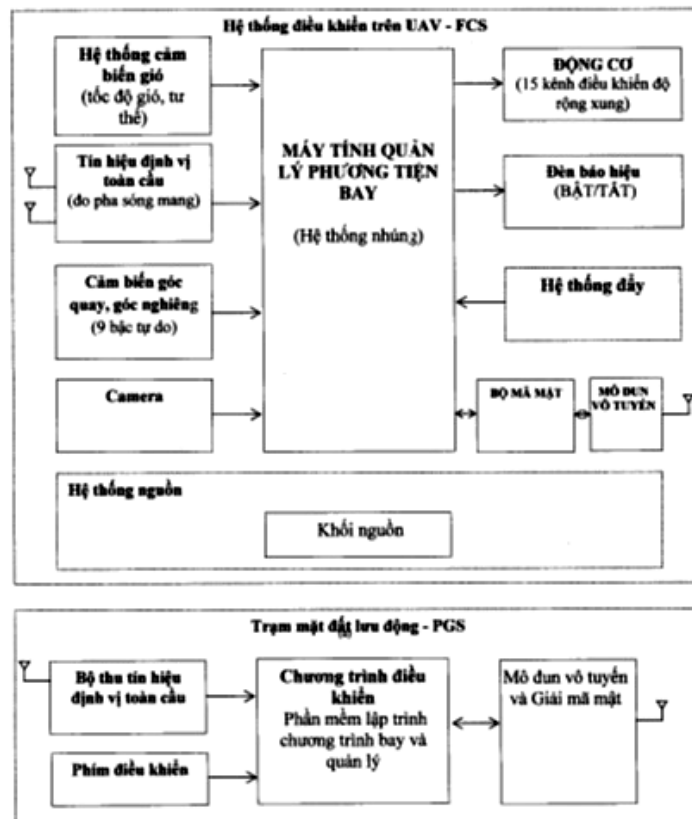 Hệ thống điều khiển trên UAV - FCS
Hệ thống cảm
biến gió
(tốc độ gió, tư
thế)
Tín hiệu định vị
toàn cầu
(đo pha sóng mang)
Cảm biến góc
quay, góc nghiêng
(9 bậc tự do)
Camera
MÁY TÍNH QUẢN
LÝ PHƯƠNG TIỆN
BAY
(Hệ thống nhúng)
ĐỘNG CƠ
(15 kênh điều khiển độ
rộng xung)
Đèn báo hiệu
(BẬT/TẮT)
Hệ thống đẩy
BỘ MÃ MẬT
MÔ ĐUN
VÔ TUYẾN
Hệ thống nguồn
Khối nguồn
Trạm mặt đất lưu động - PGS
Bộ thu tín hiệu
định vị toàn cầu
Phím điều khiển
Chương trình điều
khiển
Phần mềm lập trình
chương trình bay và
quản lý
Mô đun vô tuyến
và Giải mã mật